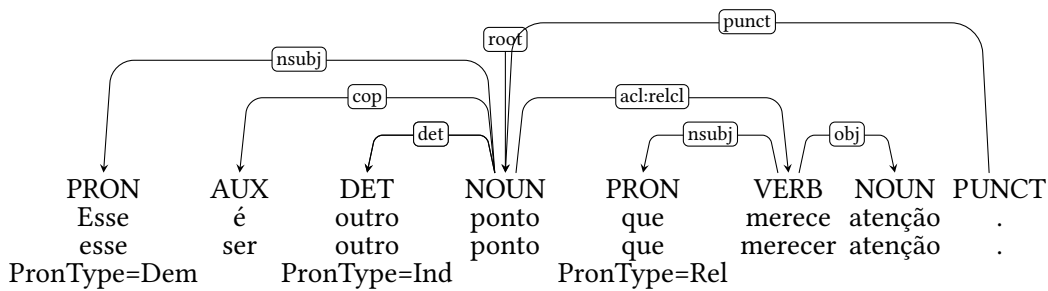 punct
root
nsubj
cop acl:relcl
det nsubj obj
PRON AUX DET NOUN PRON VERB NOUN PUNCT
Esse é outro ponto que merece atenção .
esse ser outro ponto que merecer atenção .
PronType=Dem PronType=Ind PronType=Rel